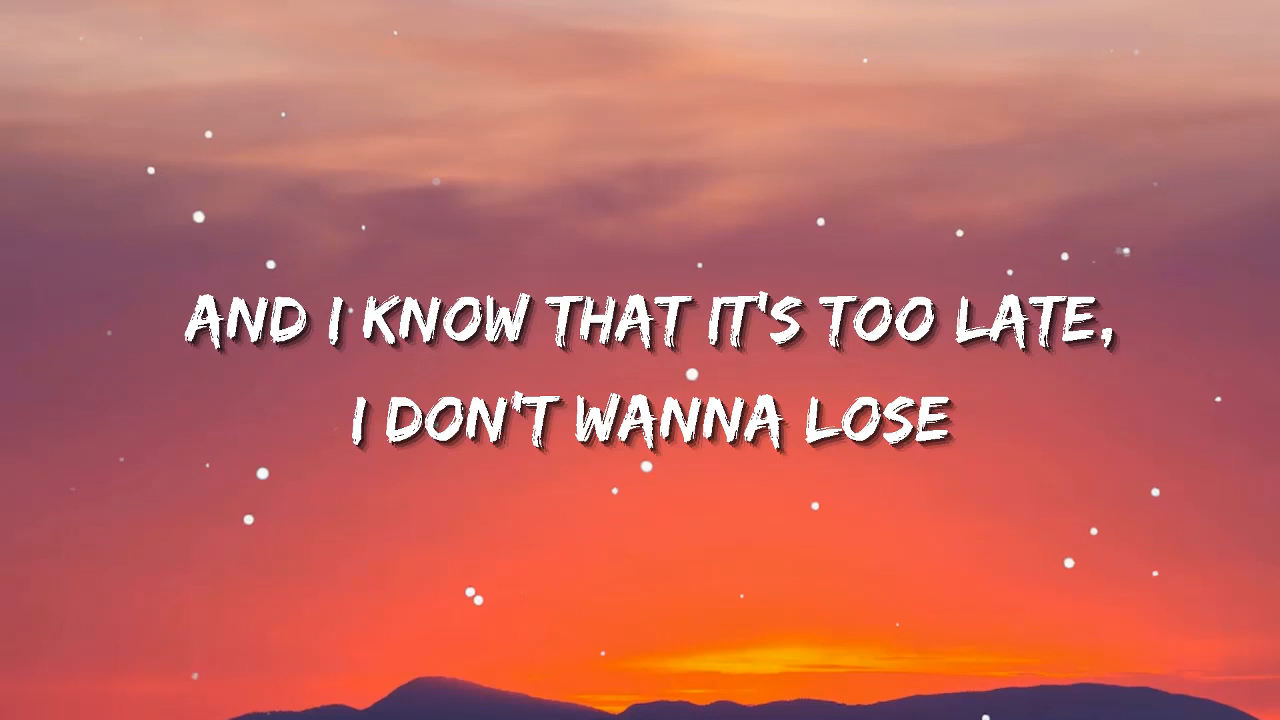 AND I KNOW THAT IT'S TOO LATE,
I DON'T WANNA LOSE